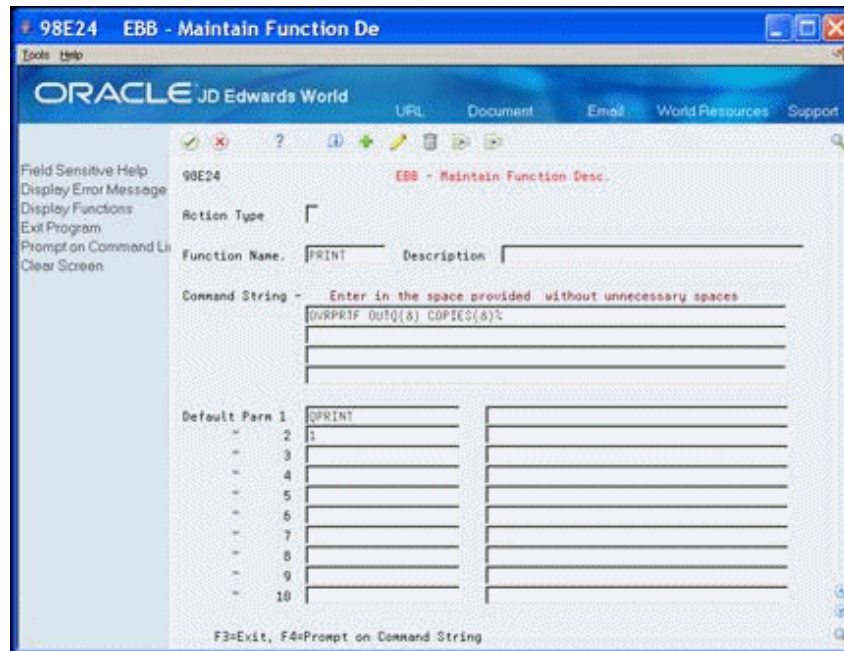 98E24 EBB - Maintain Function De
Tools Help
ORACLE JD Edwards World
URL Document Email World Resources Support
?
Field Sensitive Help
Display Error Message
Display Functions
Exit Program
Prompt on Command Li
Clear Screen
98E24 EBB - Maintain Function Desc.
Action Type
Function Name. PRINT Description
Command String - Enter in the space provided without unnecessary spaces
OVRPRTF OUTQ(&) COPIES(&)%
Default Parm 1 QPRINT
" 2 1
" 3
" 4
" 5
" 6
" 7
" 8
" 9
" 10
F3=Exit, F4=Prompt on Command String